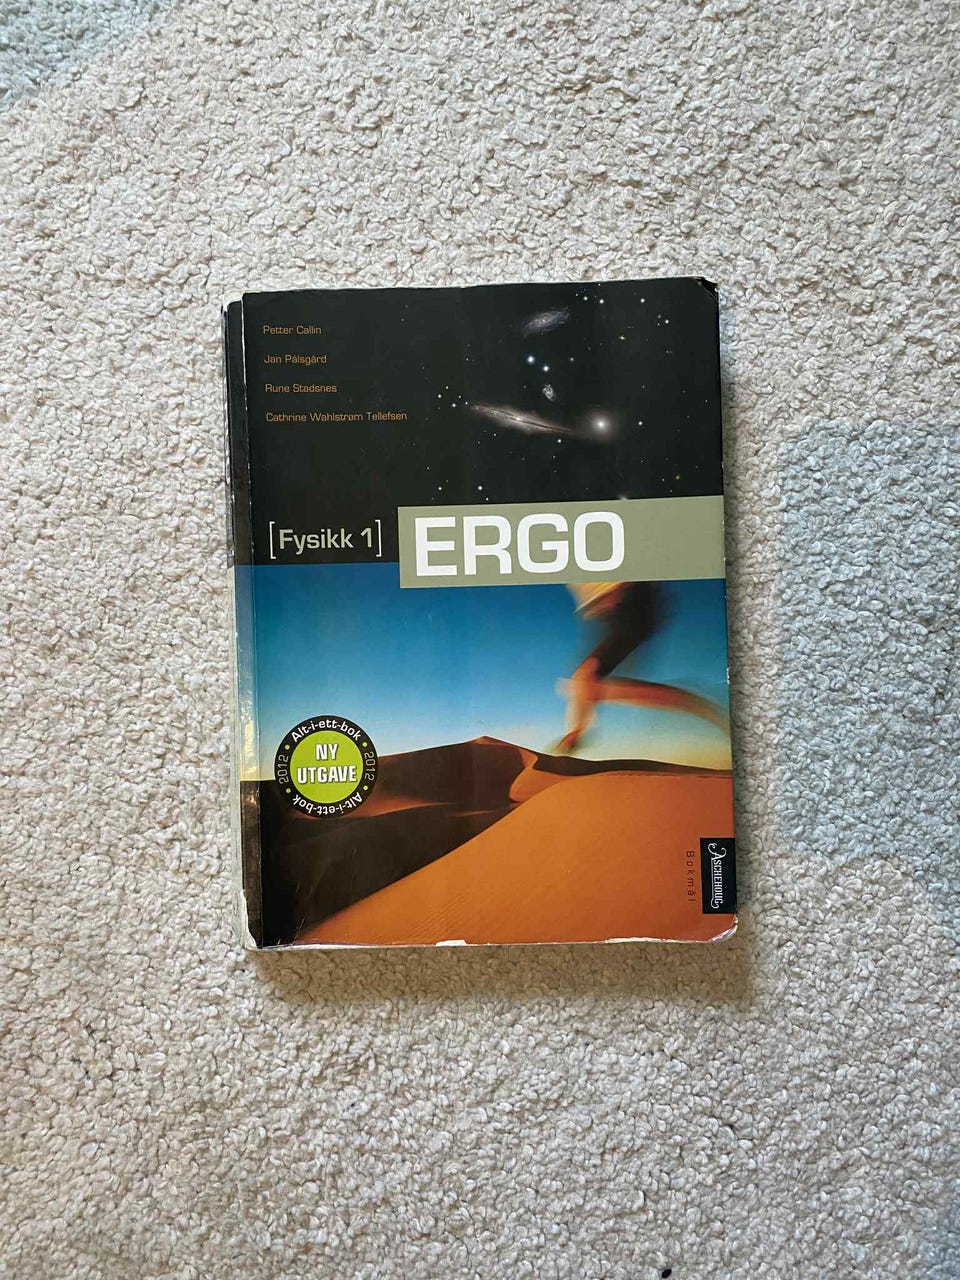 Petter Callin
Jan Pålsgård
Rune Stadsnes
Cathrine Wahlstrøm Tellefsen
[Fysikk 1]
ERGO
Alt-i-ett-bok
2012
NY
UTGAVE
2012
Alt-i-ett-bok
Bokmål
ASCHEHOUG